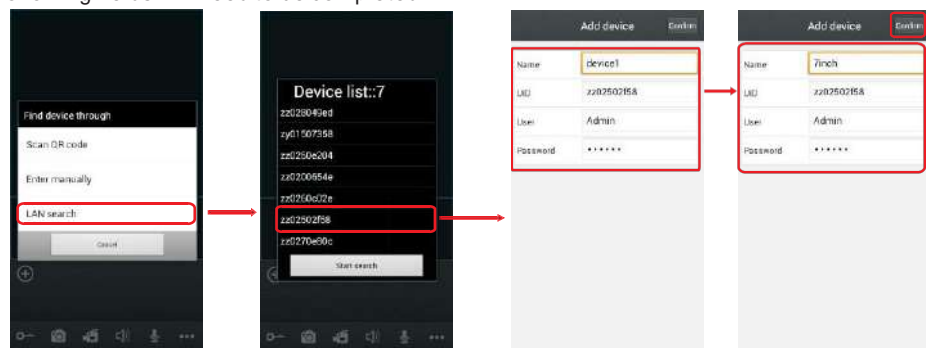 Find device through
Scan QR code
Enter manually
LAN search
Cancel
Device list::7
zz028049ed
zy01507358
zz0250e204
zz0200654e
zz0260c02e
zz02502f58
zz0270e80c
Start search
Add device
Confirm
Name
device1
UID
zz02502f58
User
Admin
Password
••••••
Add device
Confirm
Name
7inch
UID
zz02502f58
User
Admin
Password
••••••